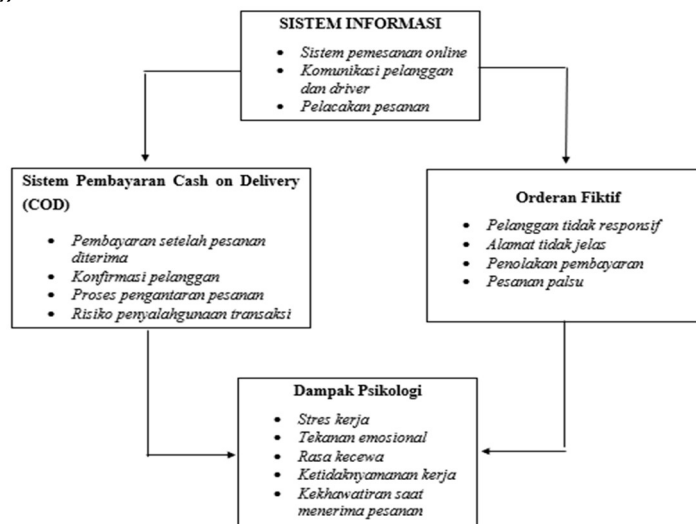 SISTEM INFORMASI
• Sistem pemesanan online
• Komunikasi pelanggan
dan driver
• Pelacakan pesanan
Sistem Pembayaran Cash on Delivery
(COD)
• Pembayaran setelah pesanan
diterima
• Konfirmasi pelanggan
• Proses pengantaran pesanan
• Risiko penyalahgunaan transaksi
Orderan Fiktif
• Pelanggan tidak responsif
• Alamat tidak jelas
• Penolakan pembayaran
• Pesanan palsu
Dampak Psikologi
• Stres kerja
• Tekanan emosional
• Rasa kecewa
• Ketidaknyamanan kerja
• Kekhawatiran saat
menerima pesanan